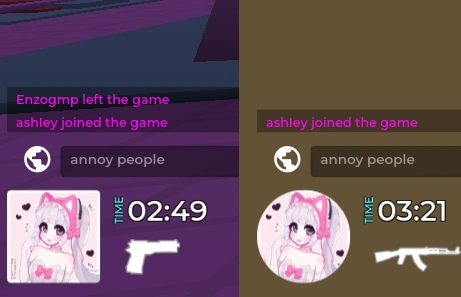 Enzogmp left the game
ashley joined the game
annoy people
TIME 02:49
ashley joined the game
annoy people
TIME 03:21